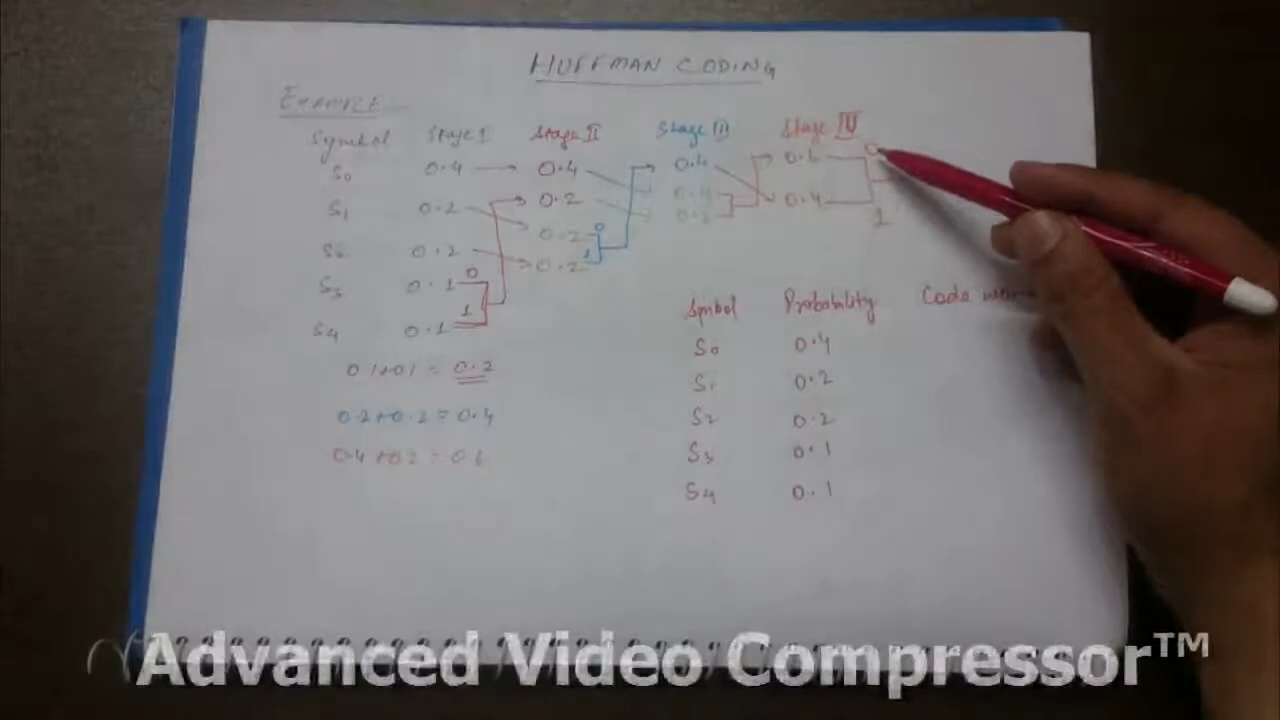 HUFFMAN CODING
EXAMPLE
Symbol Stage I Stage II Stage III Stage IV
S0 0.4 0.4 0.4 0.6 0
S1 0.2 0.2 0.4 0.4 1
S2 0.2 0.2 0 0.2
S3 0.1 0 0.2 1
S4 0.1 1
0.1+0.1 = 0.2
0.2+0.2 = 0.4
0.4+0.2 = 0.6
Symbol Probability Code
S0 0.4
S1 0.2
S2 0.2
S3 0.1
S4 0.1
Advanced Video Compressor™